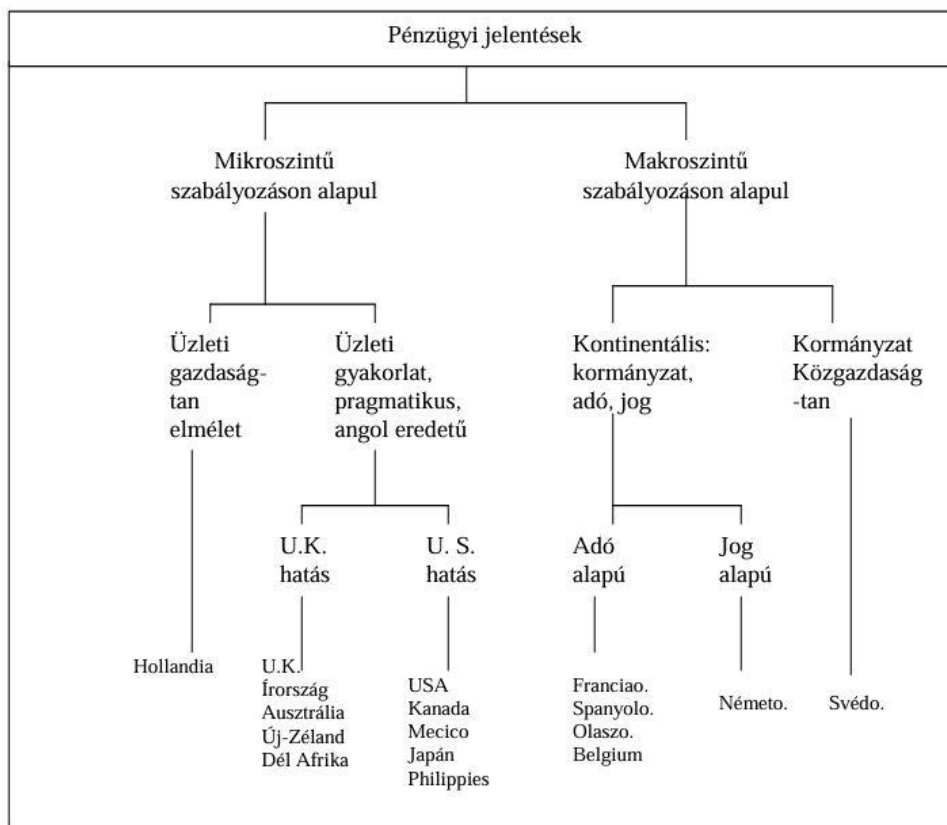 Pénzügyi jelentések
Mikroszintű
szabályozáson alapul
Makroszintű
szabályozáson alapul
Üzleti
gazdaság-
tan
elmélet
Üzleti
gyakorlat,
pragmatikus,
angol eredetű
Kontinentális:
kormányzat,
adó, jog
Kormányzat
Közgazdaság
-tan
U.K.
hatás
U. S.
hatás
Adó
alapú
Jog
alapú
Hollandia
U.K.
Írország
Ausztrália
Új-Zéland
Dél Afrika
USA
Kanada
Mecico
Japán
Philippies
Franciao.
Spanyolo.
Olaszo.
Belgium
Németo.
Svédo.